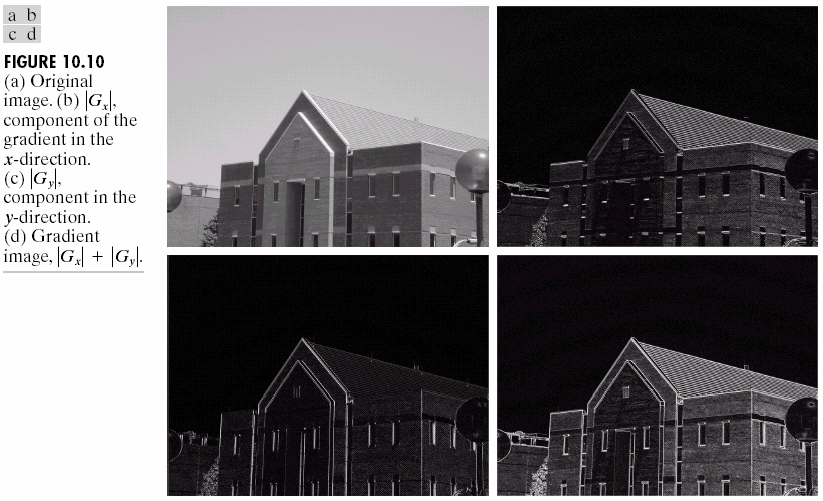 a b
c d
FIGURE 10.10
(a) Original
image. (b) |Gx|,
component of the
gradient in the
x-direction.
(c) |Gy|,
component in the
y-direction.
(d) Gradient
image, |Gx| + |Gy|.